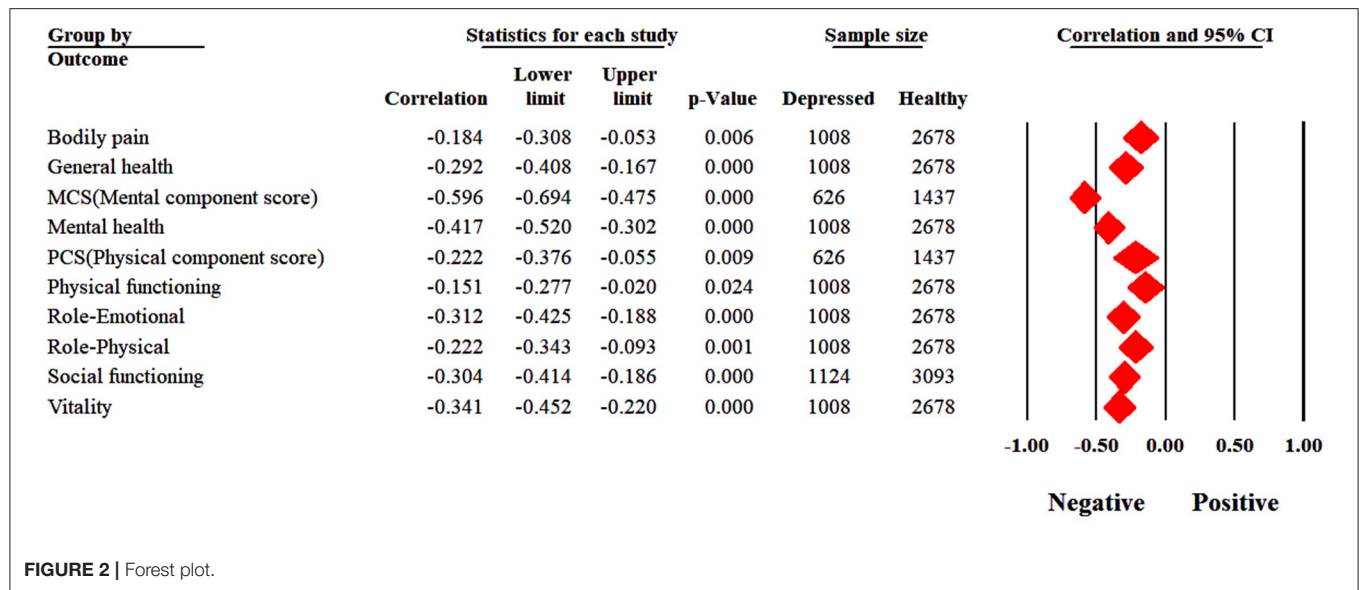 Group by Statistics for each study Sample size Correlation and 95% CI
Outcome
Lower Upper
Correlation limit limit p-Value Depressed Healthy
Bodily pain -0.184 -0.308 -0.053 0.006 1008 2678
General health -0.292 -0.408 -0.167 0.000 1008 2678
MCS(Mental component score) -0.596 -0.694 -0.475 0.000 626 1437
Mental health -0.417 -0.520 -0.302 0.000 1008 2678
PCS(Physical component score) -0.222 -0.376 -0.055 0.009 626 1437
Physical functioning -0.151 -0.277 -0.020 0.024 1008 2678
Role-Emotional -0.312 -0.425 -0.188 0.000 1008 2678
Role-Physical -0.222 -0.343 -0.093 0.001 1008 2678
Social functioning -0.304 -0.414 -0.186 0.000 1124 3093
Vitality -0.341 -0.452 -0.220 0.000 1008 2678
-1.00 -0.50 0.00 0.50 1.00
Negative Positive
FIGURE 2 | Forest plot.